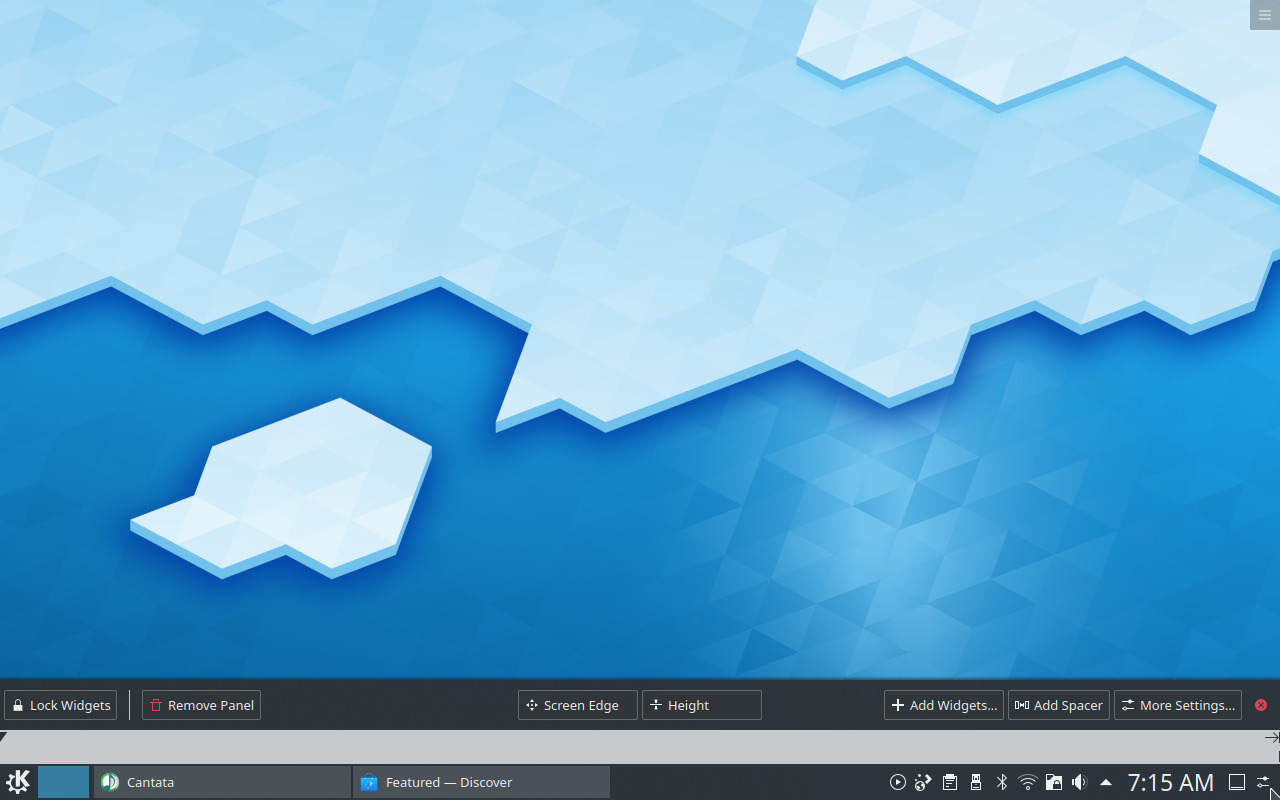 Lock Widgets
Remove Panel
Screen Edge
Height
Add Widgets...
Add Spacer
More Settings...
Cantata
Featured — Discover
7:15 AM